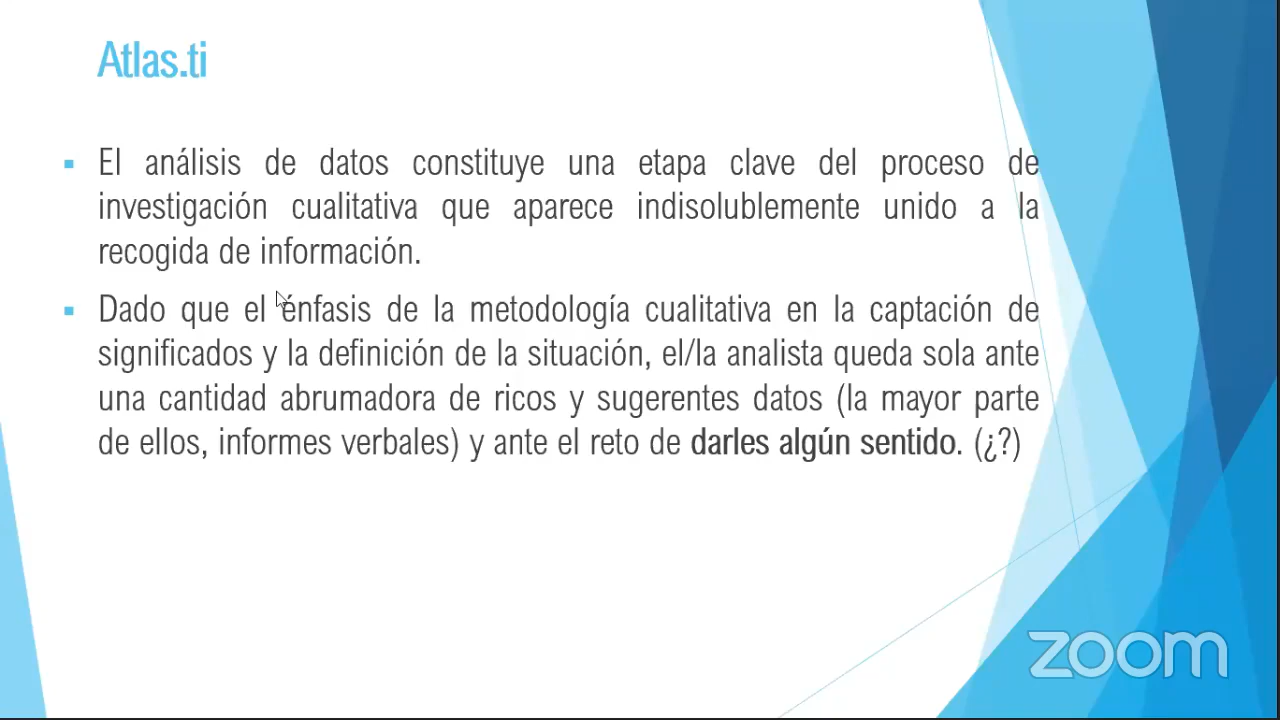 Atlas.ti
El análisis de datos constituye una etapa clave del proceso de
investigación cualitativa que aparece indisolublemente unido a la
recogida de información.
Dado que el énfasis de la metodología cualitativa en la captación de
significados y la definición de la situación, el/la analista queda sola ante
una cantidad abrumadora de ricos y sugerentes datos (la mayor parte
de ellos, informes verbales) y ante el reto de darles algún sentido. (¿?)
zoom